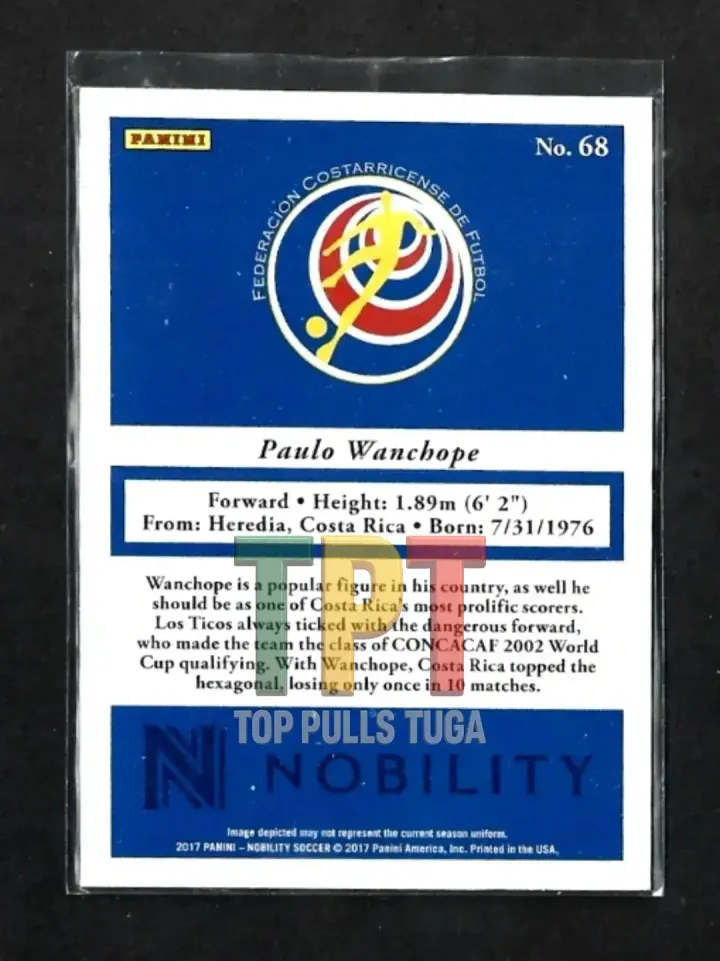 PANINI
No. 68
FEDERACION COSTARRICENSE DE FUTBOL
Paulo Wanchope
Forward • Height: 1.89m (6' 2")
From: Heredia, Costa Rica • Born: 7/31/1976
Wanchope is a popular figure in his country, as well he
should be as one of Costa Rica's most prolific scorers.
Los Ticos always ticked with the dangerous forward,
who made the team the class of CONCACAF 2002 World
Cup qualifying. With Wanchope, Costa Rica topped the
hexagonal, losing only once in 10 matches.
TPT
TOP PULLS TUGA
N NOBILITY
Image depicted may not represent the current season uniform.
2017 PANINI – NOBILITY SOCCER © 2017 Panini America, Inc. Printed in the USA.